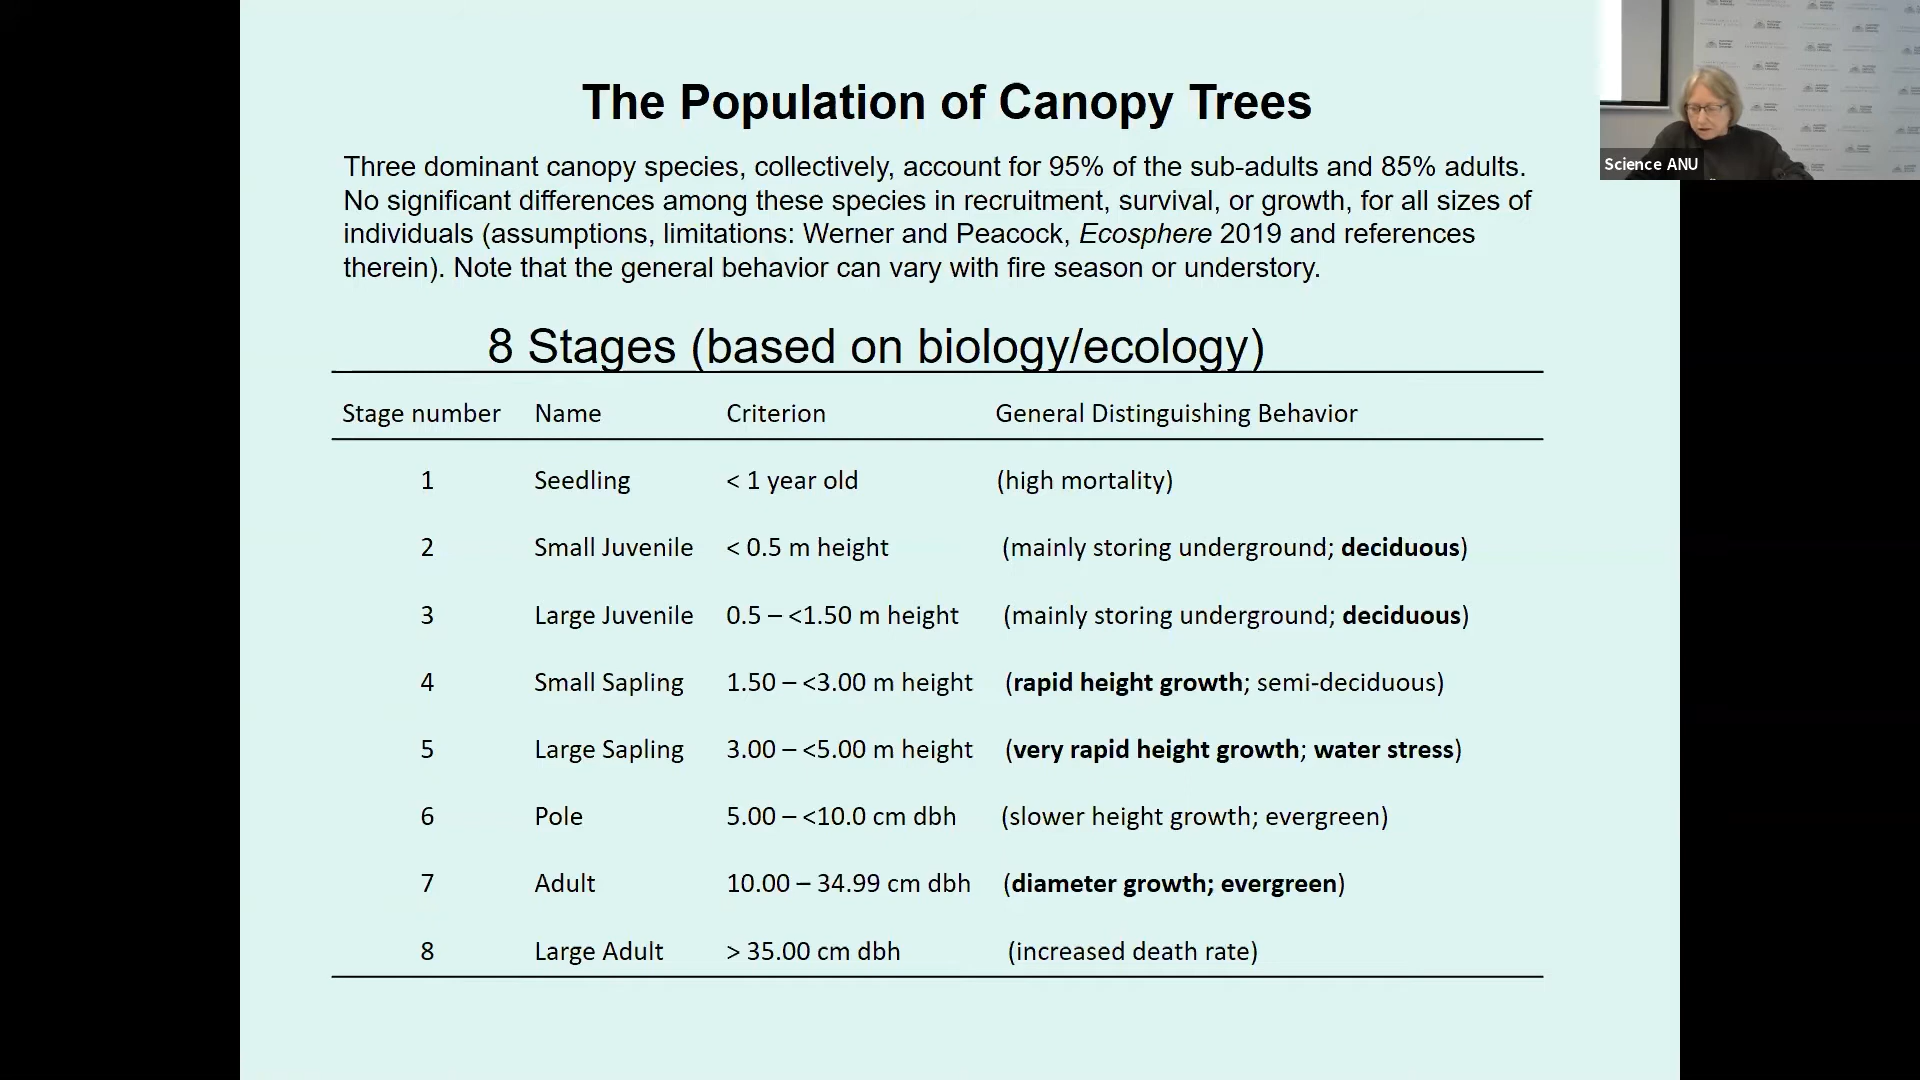 The Population of Canopy Trees
Three dominant canopy species, collectively, account for 95% of the sub-adults and 85% adults.
No significant differences among these species in recruitment, survival, or growth, for all sizes of
individuals (assumptions, limitations: Werner and Peacock, Ecosphere 2019 and references
therein). Note that the general behavior can vary with fire season or understory.
8 Stages (based on biology/ecology)
Stage number Name Criterion General Distinguishing Behavior
1 Seedling < 1 year old (high mortality)
2 Small Juvenile < 0.5 m height (mainly storing underground; deciduous)
3 Large Juvenile 0.5 – <1.50 m height (mainly storing underground; deciduous)
4 Small Sapling 1.50 – <3.00 m height (rapid height growth; semi-deciduous)
5 Large Sapling 3.00 – <5.00 m height (very rapid height growth; water stress)
6 Pole 5.00 – <10.0 cm dbh (slower height growth; evergreen)
7 Adult 10.00 – 34.99 cm dbh (diameter growth; evergreen)
8 Large Adult > 35.00 cm dbh (increased death rate)
Science ANU